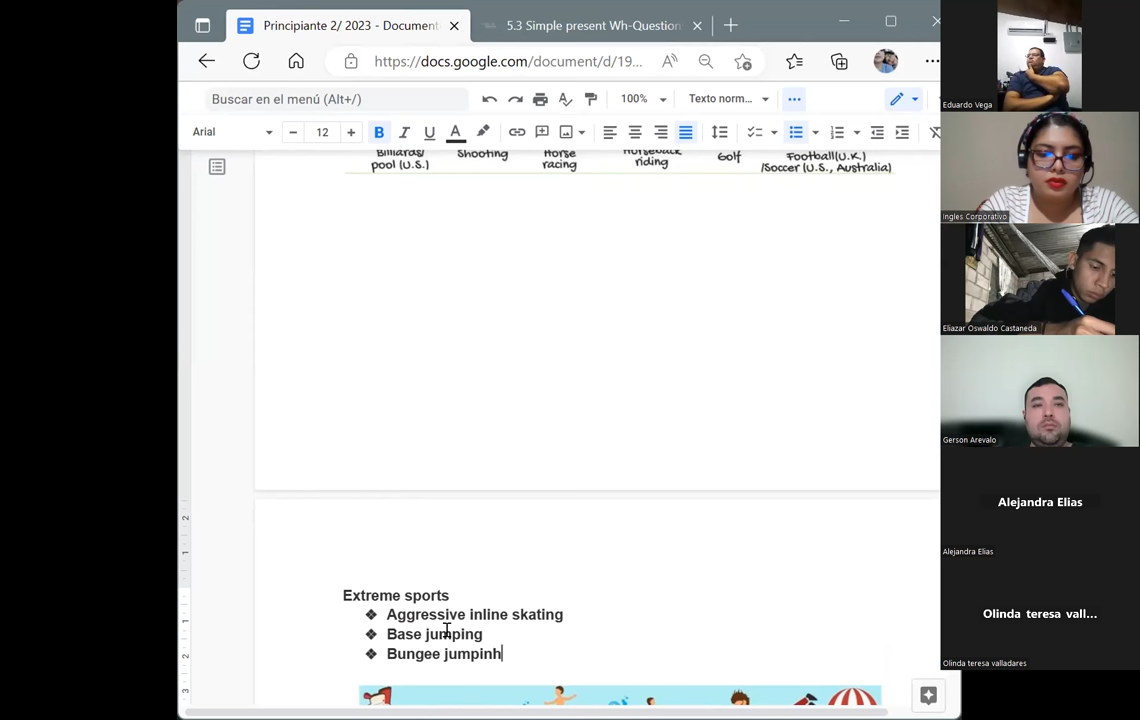 Principiante 2/ 2023 - Document
5.3 Simple present Wh-Question
https://docs.google.com/document/d/19...
Buscar en el menú (Alt+/)
100%
Texto norm...
Arial
12
Billiards/
pool (U.S.)
Shooting
Horse
racing
Horseback
riding
Golf
Football(U.K.)
/Soccer (U.S., Australia)
Extreme sports
❖ Aggressive inline skating
❖ Base jumping
❖ Bungee jumpinh
Eduardo Vega
Ingles Corporativo
Eliazar Oswaldo Castaneda
Gerson Arevalo
Alejandra Elias
Alejandra Elias
Olinda teresa vall...
Olinda teresa valladares